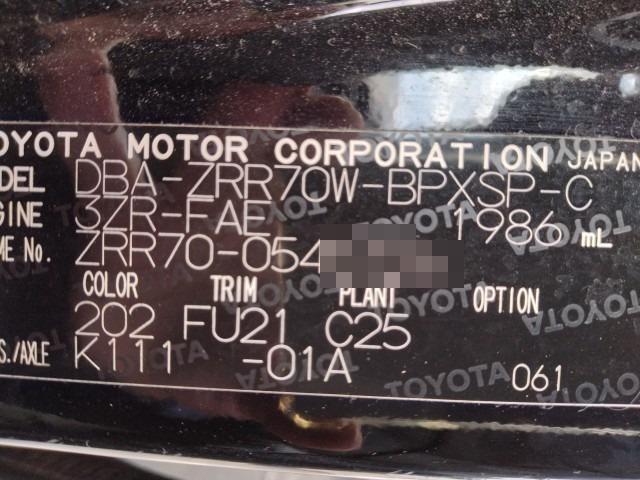 OYOTA MOTOR CORPORATION JAPAN
DEL DBA-ZRR70W-BPXSP-C
GINE 3ZR-FAE 1986 mL
ME No. ZRR70-054
COLOR TRIM PLANT OPTION
202 FU21 C25
S./AXLE K111 -01A 061